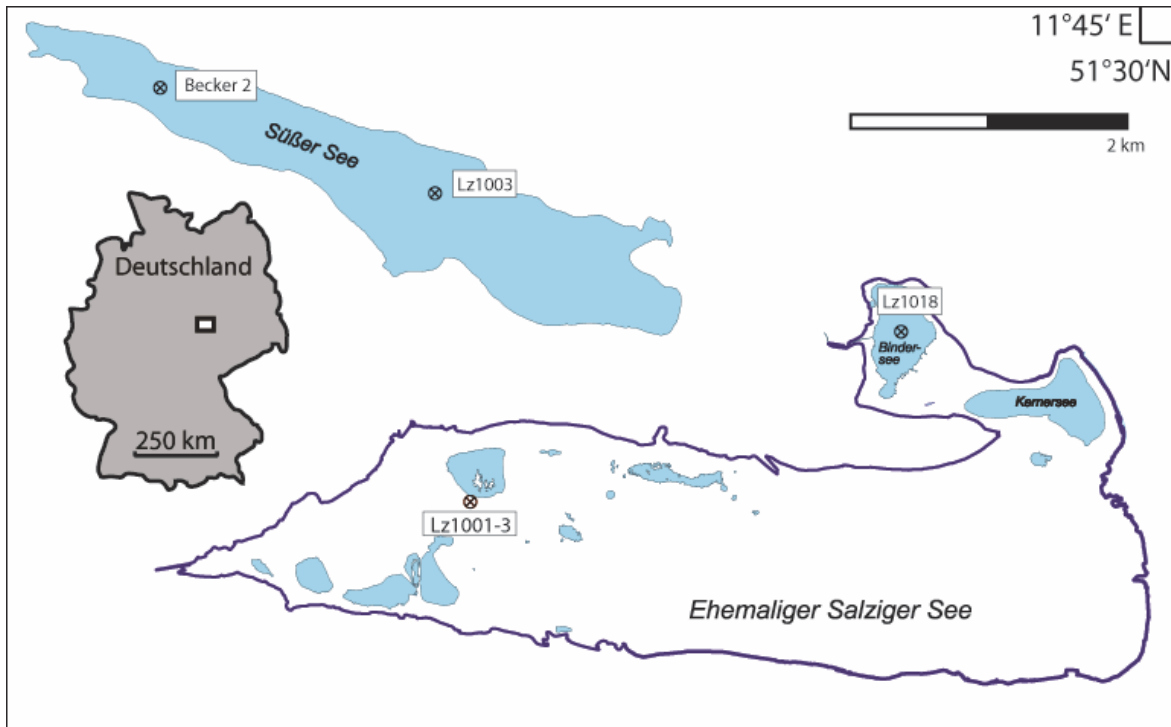 11°45‘ E
51°30‘N
Becker 2
Süßer See
2 km
Lz1003
Deutschland
Lz1018
Binder-
see
Kernersee
250 km
Lz1001-3
Ehemaliger Salziger See